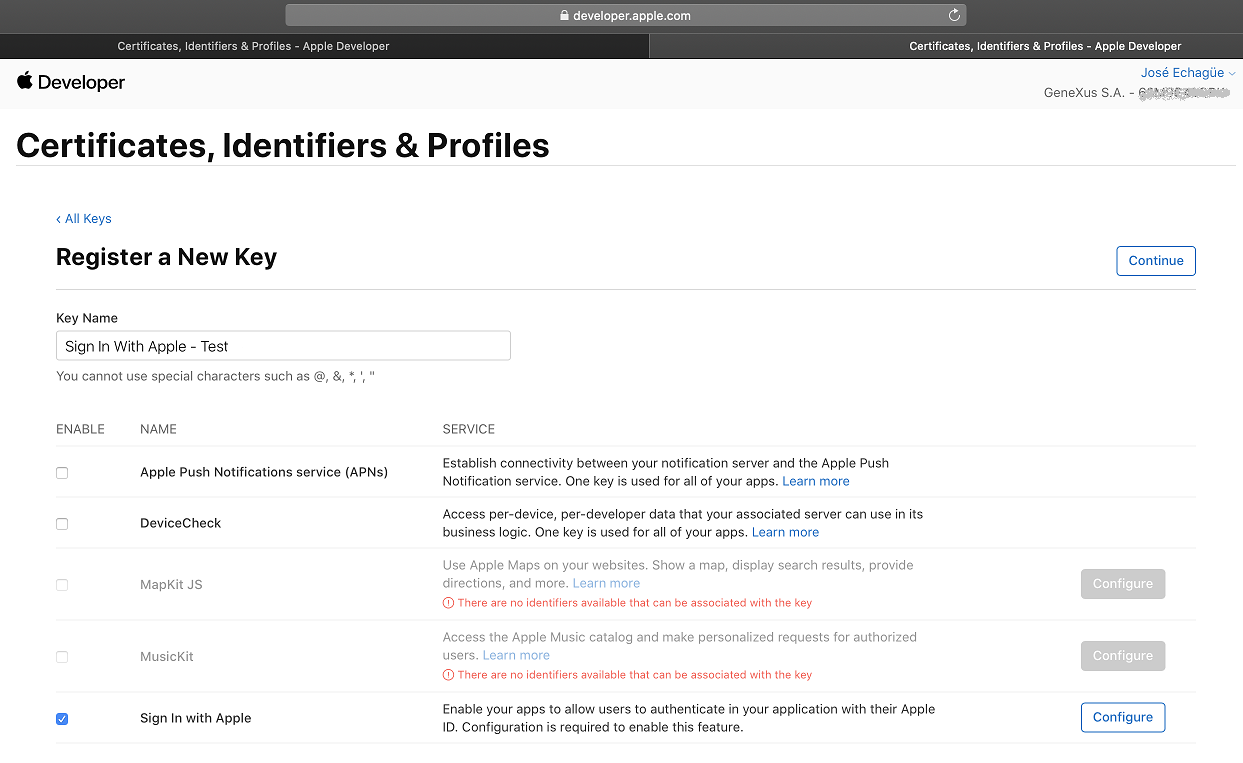 developer.apple.com
Certificates, Identifiers & Profiles - Apple Developer
Certificates, Identifiers & Profiles - Apple Developer
Developer
José Echagüe
GeneXus S.A. -
Certificates, Identifiers & Profiles
‹ All Keys
Register a New Key
Continue
Key Name
Sign In With Apple - Test
You cannot use special characters such as @, &, *, ', "
ENABLE NAME SERVICE
Apple Push Notifications service (APNs)
Establish connectivity between your notification server and the Apple Push
Notification service. One key is used for all of your apps. Learn more
DeviceCheck
Access per-device, per-developer data that your associated server can use in its
business logic. One key is used for all of your apps. Learn more
MapKit JS
Use Apple Maps on your websites. Show a map, display search results, provide
directions, and more. Learn more
There are no identifiers available that can be associated with the key
Configure
MusicKit
Access the Apple Music catalog and make personalized requests for authorized
users. Learn more
There are no identifiers available that can be associated with the key
Configure
Sign In with Apple
Enable your apps to allow users to authenticate in your application with their Apple
ID. Configuration is required to enable this feature.
Configure